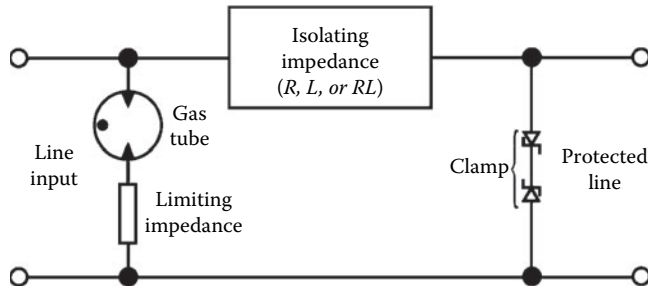 Isolating
impedance
(R, L, or RL)
Gas
tube
Line
input
Limiting
impedance
Clamp
Protected
line